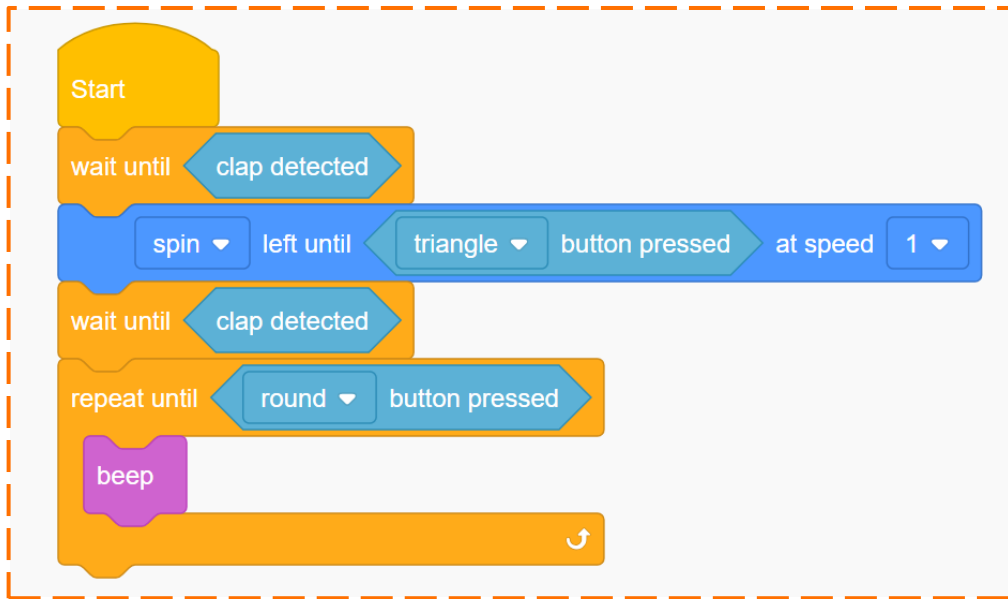 Start
wait until clap detected
spin left until triangle button pressed at speed 1
wait until clap detected
repeat until round button pressed
beep